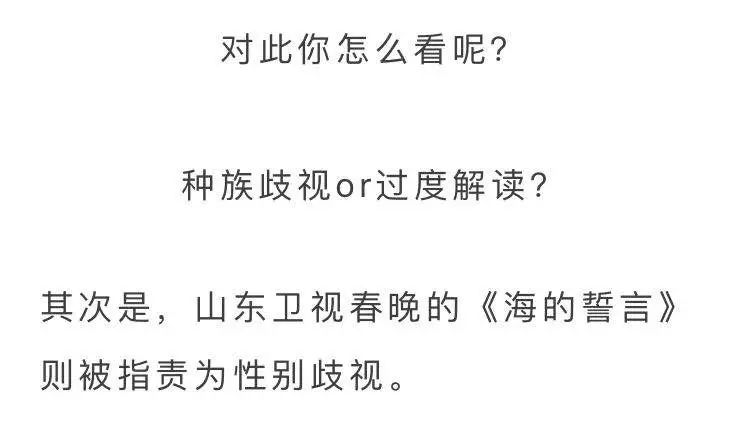 对此你怎么看呢？
种族歧视or过度解读？
其次是，山东卫视春晚的《海的誓言》
则被指责为性别歧视。